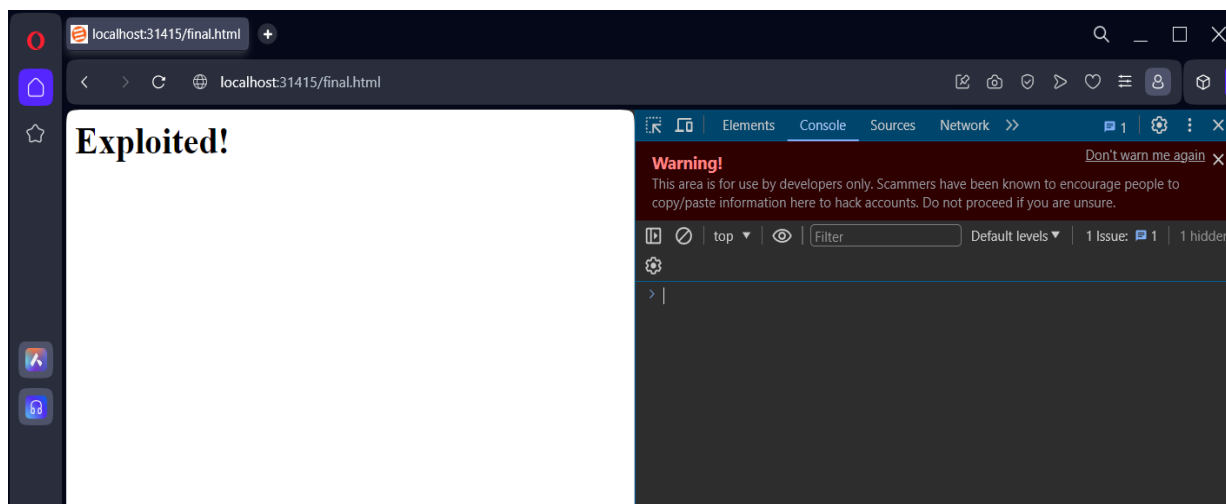 localhost:31415/final.html
localhost:31415/final.html
Exploited!
Elements Console Sources Network 1
Warning! Don't warn me again
This area is for use by developers only. Scammers have been known to encourage people to
copy/paste information here to hack accounts. Do not proceed if you are unsure.
top Filter Default levels 1 Issue: 1 1 hidden